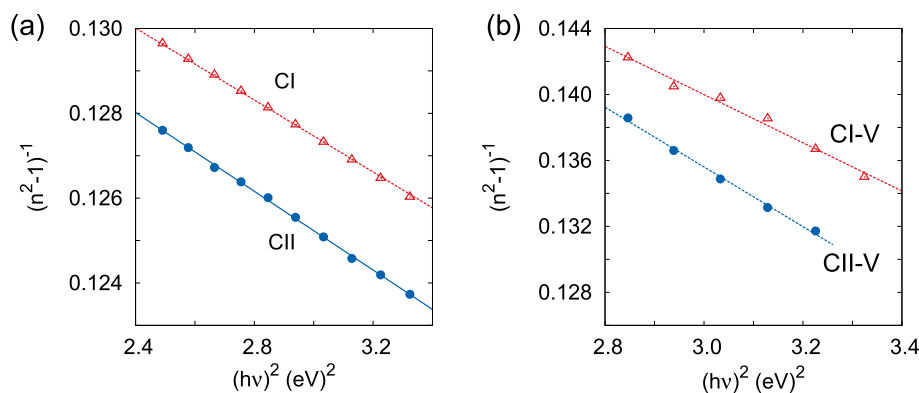 (a)
0.130
0.128
0.126
0.124
(n²-1)⁻¹
CI
CII
2.4 2.8 3.2
(hν)² (eV)²
(b)
0.144
0.140
0.136
0.132
0.128
(n²-1)⁻¹
CI-V
CII-V
2.8 3.0 3.2 3.4
(hν)² (eV)²